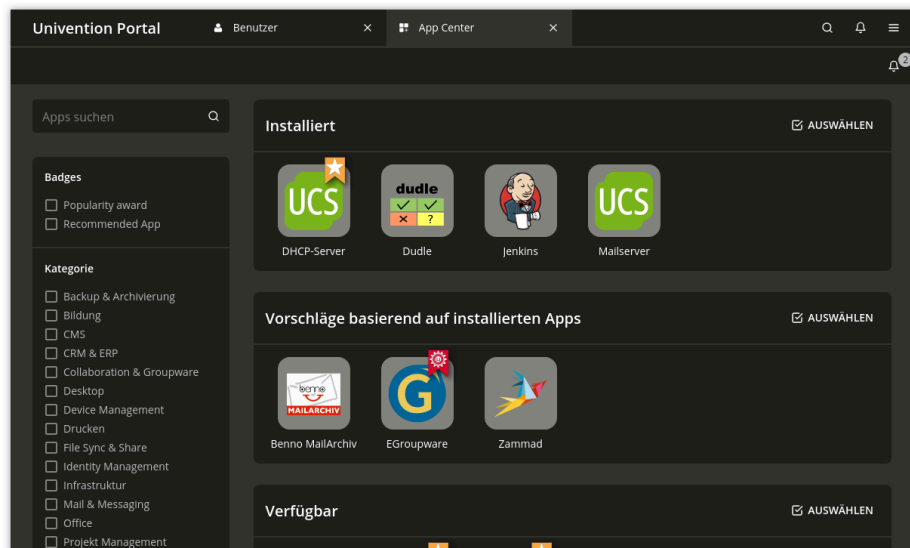 Univention Portal
Benutzer
App Center
2
Apps suchen
Badges
Popularity award
Recommended App
Kategorie
Backup & Archivierung
Bildung
CMS
CRM & ERP
Collaboration & Groupware
Desktop
Device Management
Drucken
File Sync & Share
Identity Management
Infrastruktur
Mail & Messaging
Office
Projekt Management
Installiert
AUSWÄHLEN
UCS
dudle
?
UCS
DHCP-Server
Dudle
Jenkins
Mailserver
Vorschläge basierend auf installierten Apps
AUSWÄHLEN
benno
MAILARCHIV
G
Benno MailArchiv
EGroupware
Zammad
Verfügbar
AUSWÄHLEN